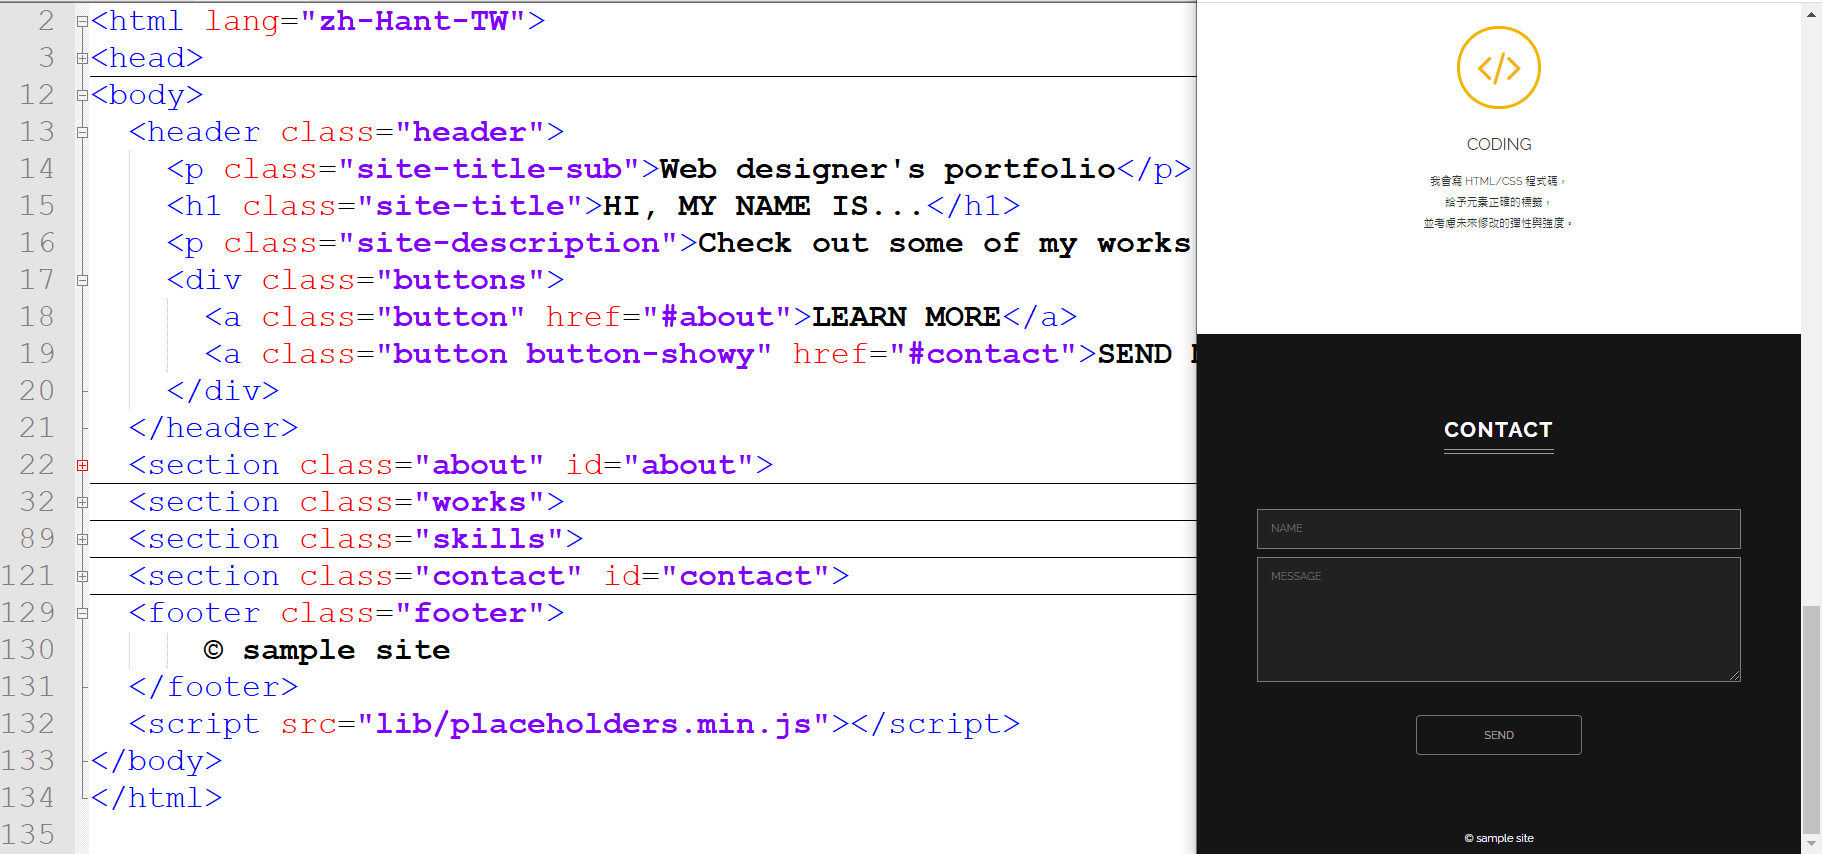 2 <html lang="zh-Hant-TW">
3 <head>
12 <body>
13 <header class="header">
14 <p class="site-title-sub">Web designer's portfolio</p>
15 <h1 class="site-title">HI, MY NAME IS...</h1>
16 <p class="site-description">Check out some of my works
17 <div class="buttons">
18 <a class="button" href="#about">LEARN MORE</a>
19 <a class="button button-showy" href="#contact">SEND
20 </div>
21 </header>
22 <section class="about" id="about">
32 <section class="works">
89 <section class="skills">
121 <section class="contact" id="contact">
129 <footer class="footer">
130 © sample site
131 </footer>
132 <script src="lib/placeholders.min.js"></script>
133 </body>
134 </html>
135
</>
CODING
我會寫 HTML/CSS 程式碼，
給予元素正確的標籤，
並考慮未來修改的彈性與強度。
CONTACT
NAME
MESSAGE
SEND
© sample site